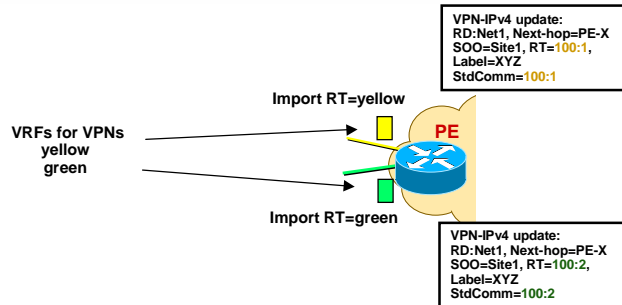 VPN-IPv4 update:
RD:Net1, Next-hop=PE-X
SOO=Site1, RT=100:1,
Label=XYZ
StdComm=100:1
Import RT=yellow
VRFs for VPNs
yellow
green
PE
Import RT=green
VPN-IPv4 update:
RD:Net1, Next-hop=PE-X
SOO=Site1, RT=100:2,
Label=XYZ
StdComm=100:2